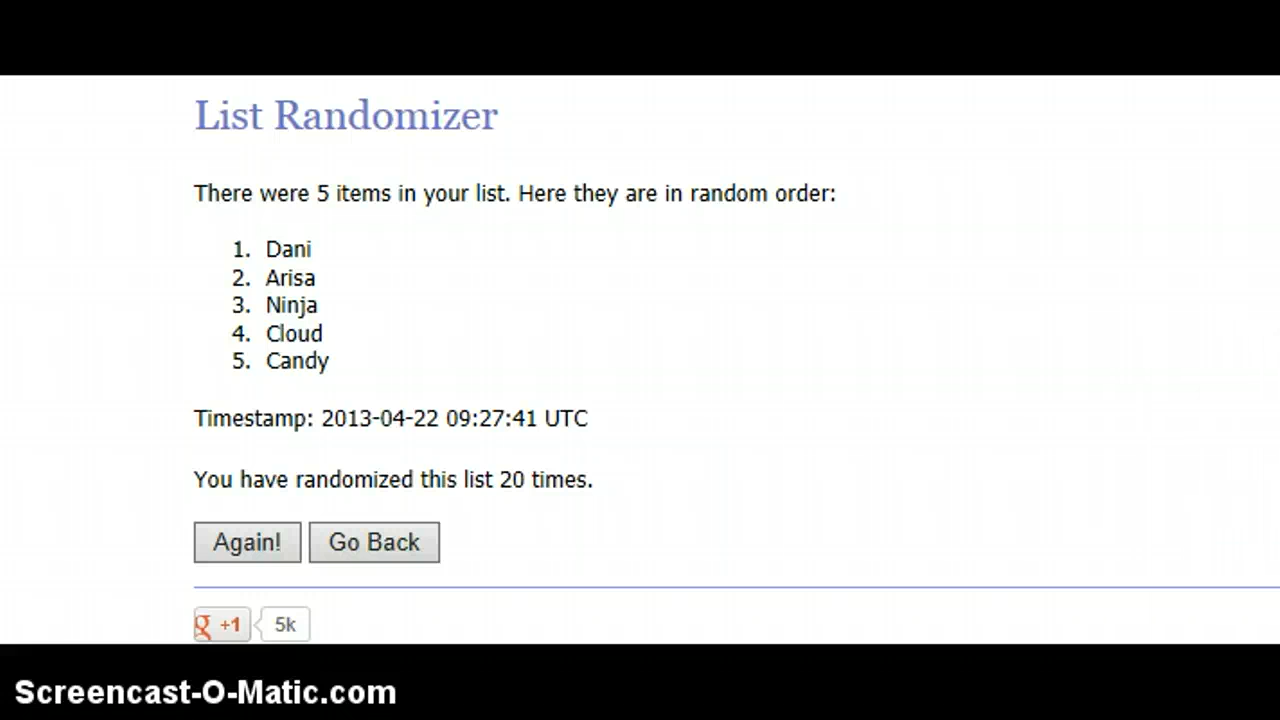 List Randomizer
There were 5 items in your list. Here they are in random order:
1. Dani
2. Arisa
3. Ninja
4. Cloud
5. Candy
Timestamp: 2013-04-22 09:27:41 UTC
You have randomized this list 20 times.
Again! Go Back
g +1 5k
Screencast-O-Matic.com